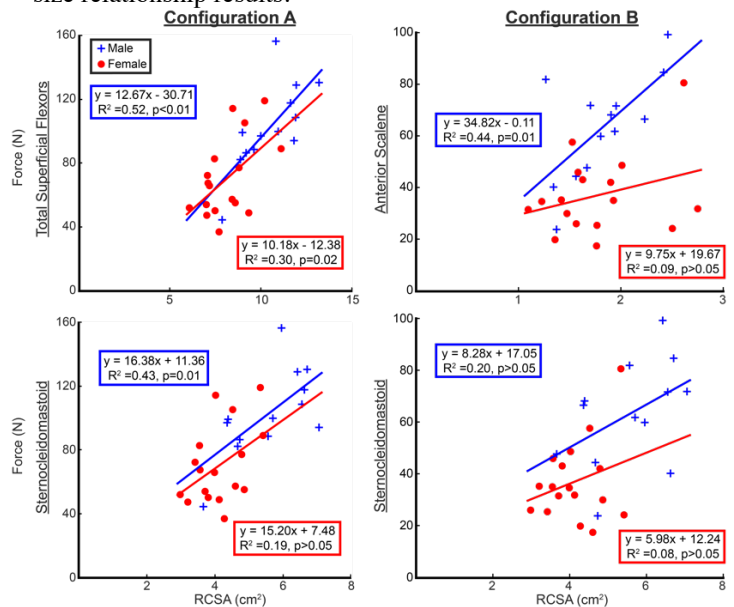 size relationship results.
Configuration A
Configuration B
Male
Female
y = 12.67x - 30.71
R² =0.52, p<0.01
y = 10.18x - 12.38
R² =0.30, p=0.02
Force (N)
Total Superficial Flexors
160
120
80
40
0
5
10
15
y = 34.82x - 0.11
R² =0.44, p=0.01
y = 9.75x + 19.67
R² =0.09, p>0.05
Anterior Scalene
100
80
60
40
20
0
1
2
3
y = 16.38x + 11.36
R² =0.43, p=0.01
y = 15.20x + 7.48
R² =0.19, p>0.05
Force (N)
Sternocleidomastoid
160
120
80
40
0
2
4
6
8
RCSA (cm²)
y = 8.28x + 17.05
R² =0.20, p>0.05
y = 5.98x + 12.24
R² =0.08, p>0.05
Sternocleidomastoid
100
80
60
40
20
0
2
4
6
8
RCSA (cm²)